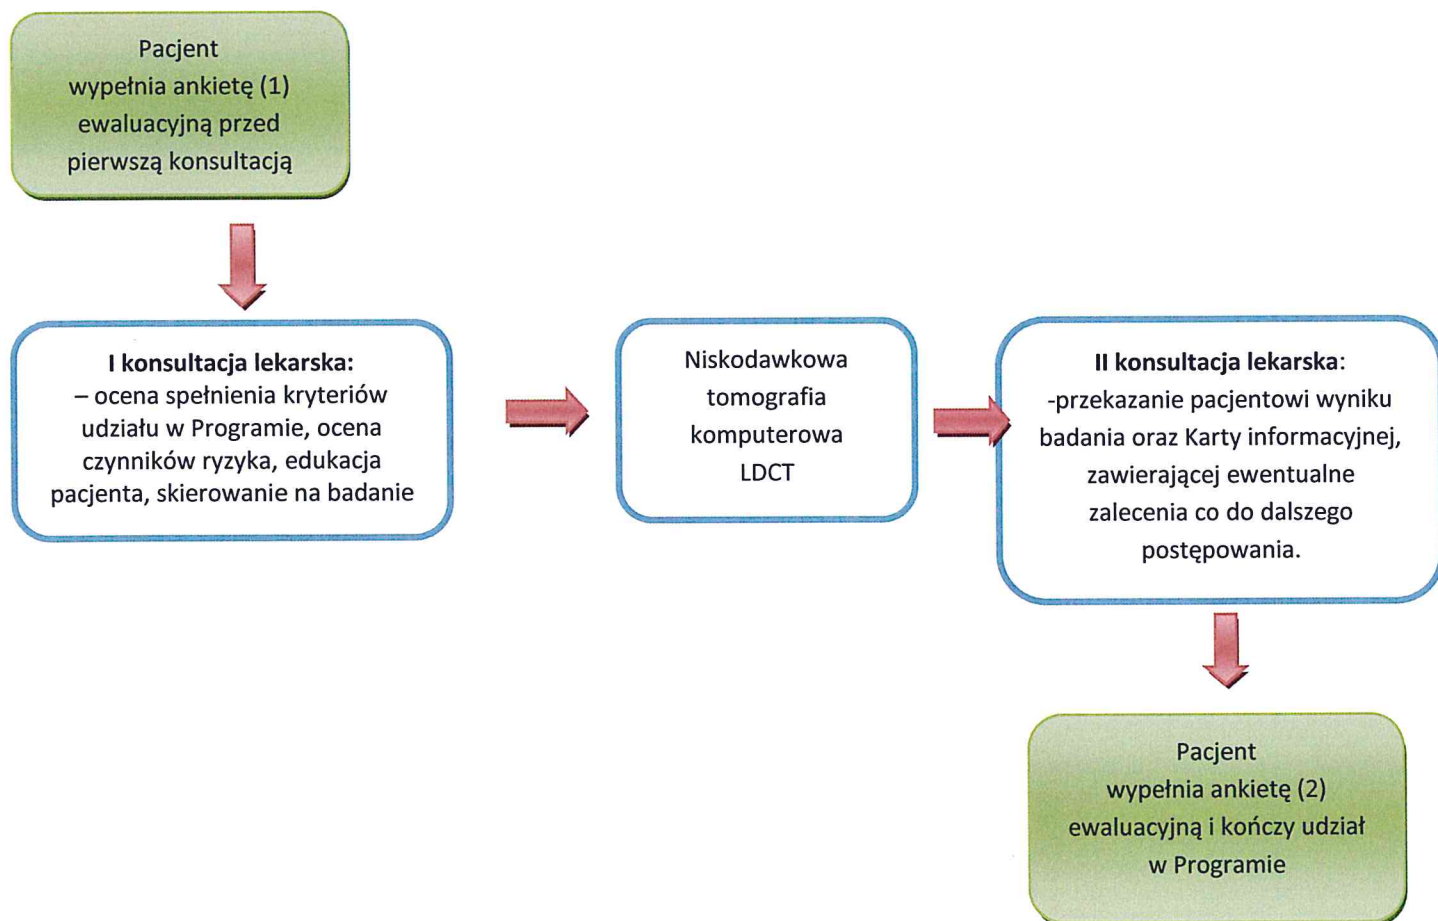 Pacjent
wypełnia ankietę (1)
ewaluacyjną przed
pierwszą konsultacją
I konsultacja lekarska:
– ocena spełnienia kryteriów
udziału w Programie, ocena
czynników ryzyka, edukacja
pacjenta, skierowanie na badanie
Niskodawkowa
tomografia
komputerowa
LDCT
II konsultacja lekarska:
-przekazanie pacjentowi wyniku
badania oraz Karty informacyjnej,
zawierającej ewentualne
zalecenia co do dalszego
postępowania.
Pacjent
wypełnia ankietę (2)
ewaluacyjną i kończy udział
w Programie